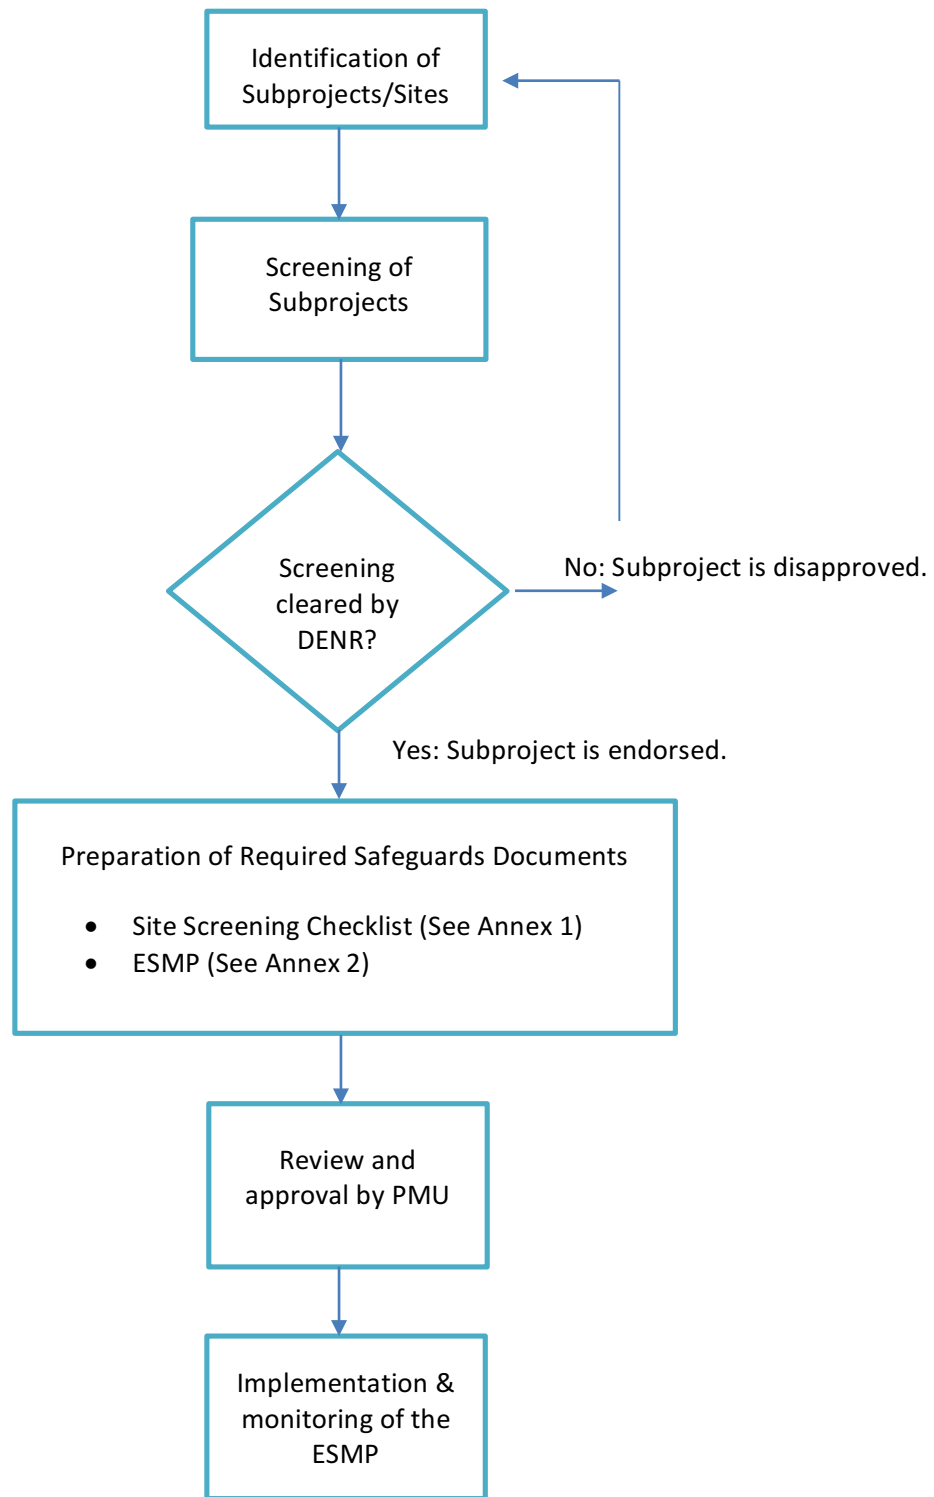 Identification of
Subprojects/Sites
Screening of
Subprojects
Screening
cleared by
DENR?
No: Subproject is disapproved.
Yes: Subproject is endorsed.
Preparation of Required Safeguards Documents
• Site Screening Checklist (See Annex 1)
• ESMP (See Annex 2)
Review and
approval by PMU
Implementation &
monitoring of the
ESMP